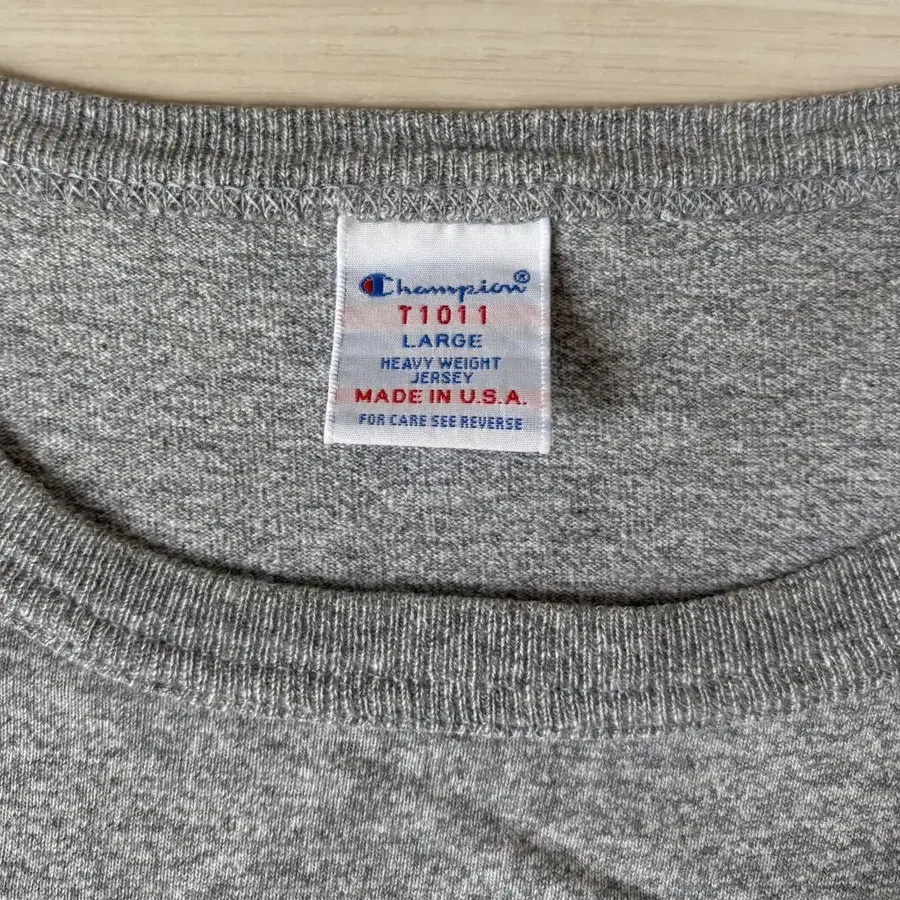 Champion®
T1011
LARGE
HEAVY WEIGHT
JERSEY
MADE IN U.S.A.
FOR CARE SEE REVERSE